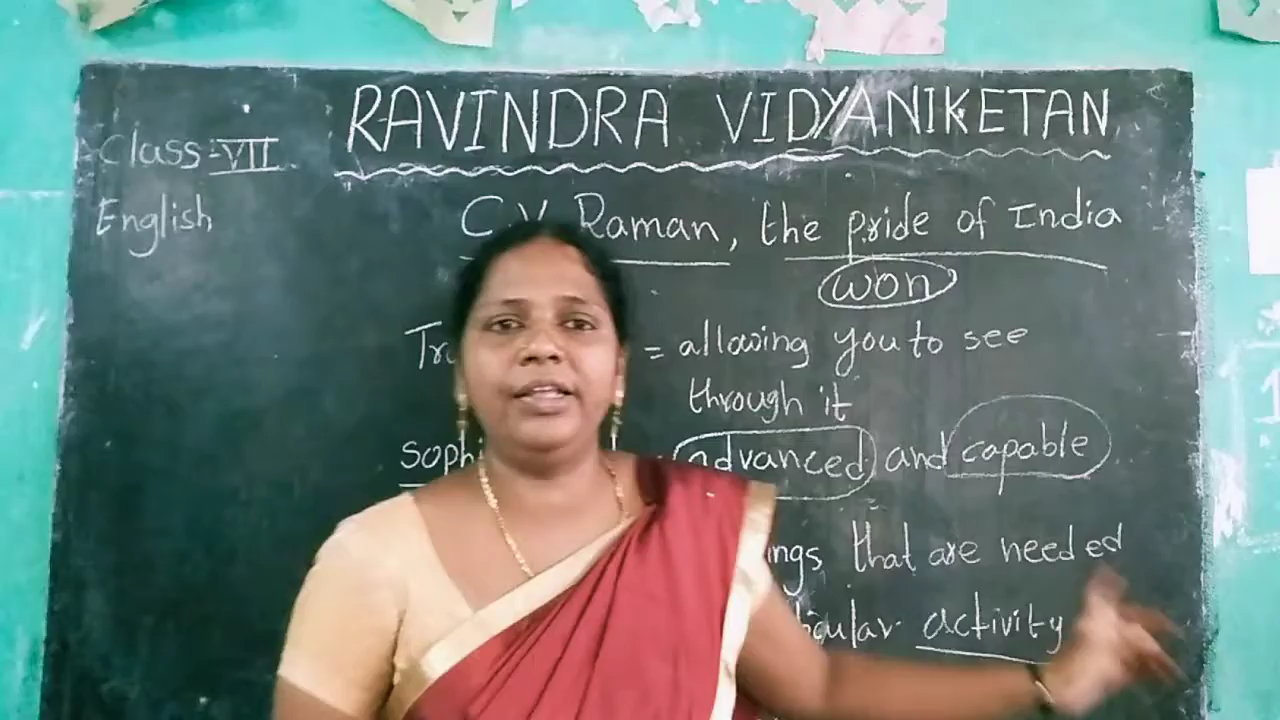 RAVINDRA VIDYANIKETAN
Class-VII
English
C.V. Raman, the pride of India
won
= allowing you to see
through it
advanced and capable
that are needed
activity